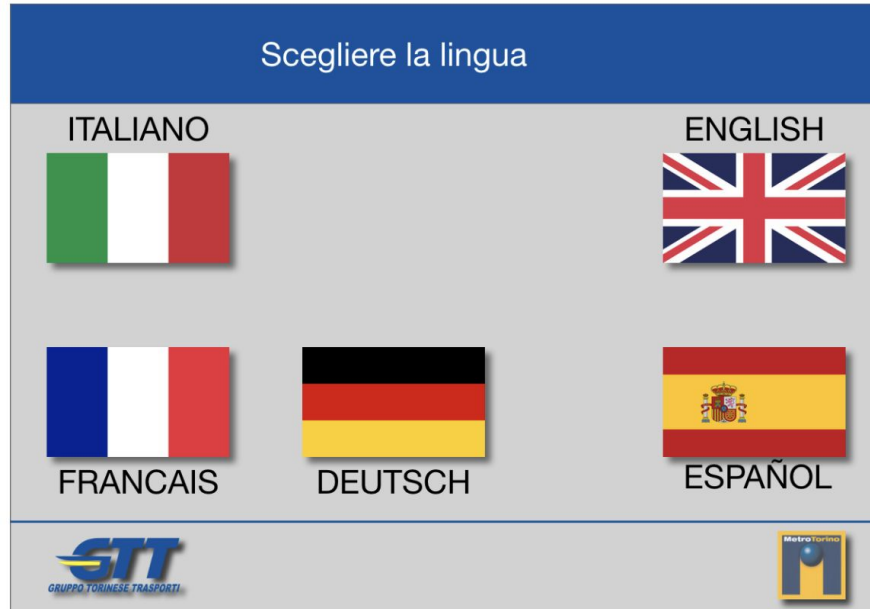 Scegliere la lingua
ITALIANO
ENGLISH
FRANCAIS
DEUTSCH
ESPAÑOL
GTT
GRUPPO TORINESE TRASPORTI
MetroTorino